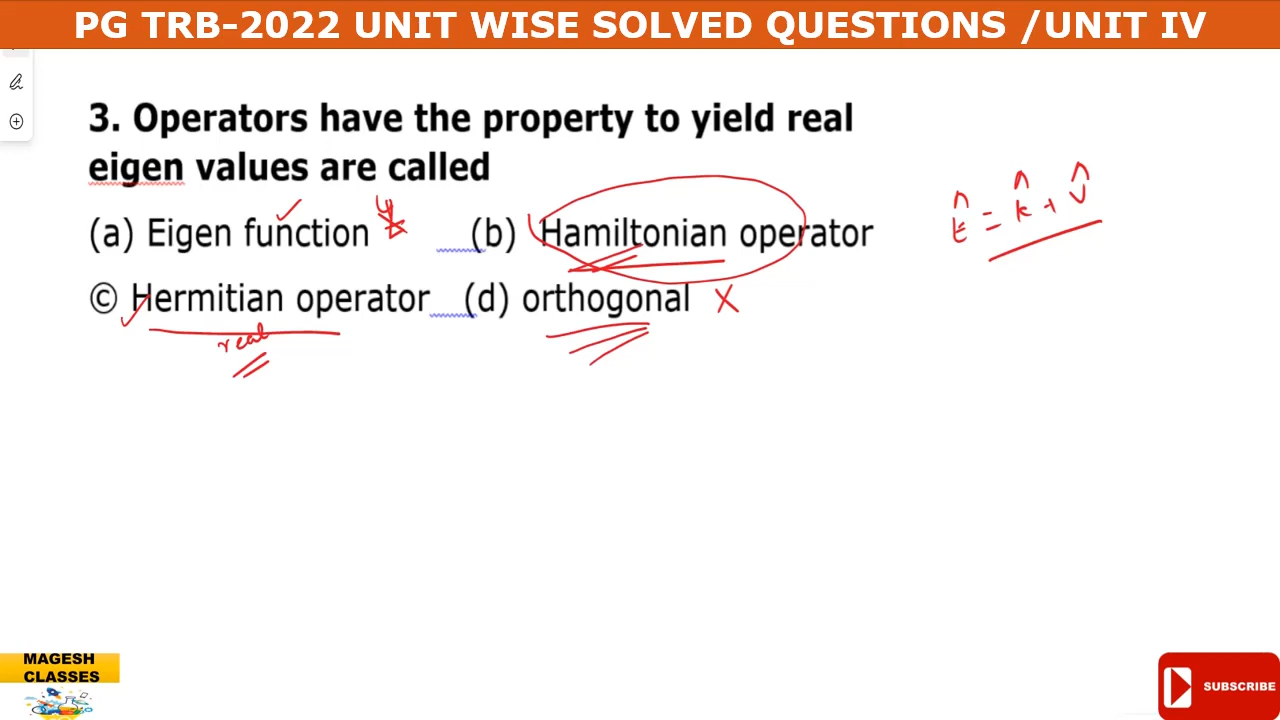 PG TRB-2022 UNIT WISE SOLVED QUESTIONS /UNIT IV
3. Operators have the property to yield real
eigen values are called
(a) Eigen function
(b) Hamiltonian operator
Ê = k̂ + V̂
© Hermitian operator (d) orthogonal X
real
MAGESH
CLASSES
SUBSCRIBE